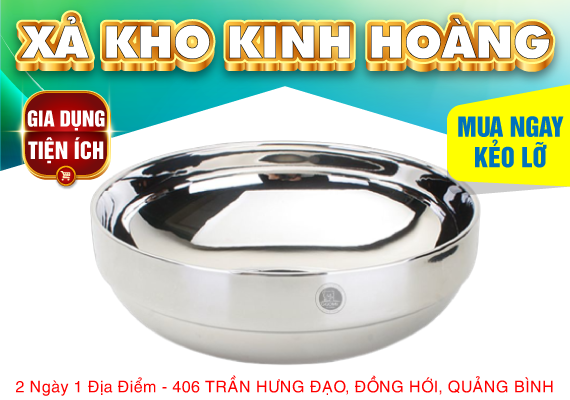 XẢ KHO KINH HOÀNG
GIA DỤNG
TIỆN ÍCH
MUA NGAY
KẺO LỠ
2 Ngày 1 Địa Điểm - 406 TRẦN HƯNG ĐẠO, ĐỒNG HỚI, QUẢNG BÌNH